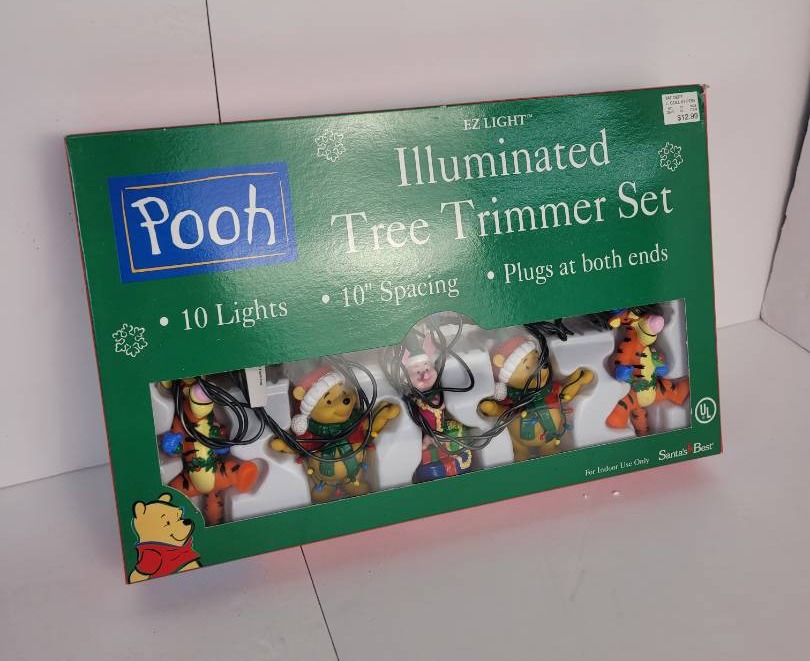 EZ LIGHT™
Illuminated
Tree Trimmer Set
Pooh
• 10 Lights • 10" Spacing • Plugs at both ends
$12.99
UL
For Indoor Use Only
Santa's Best